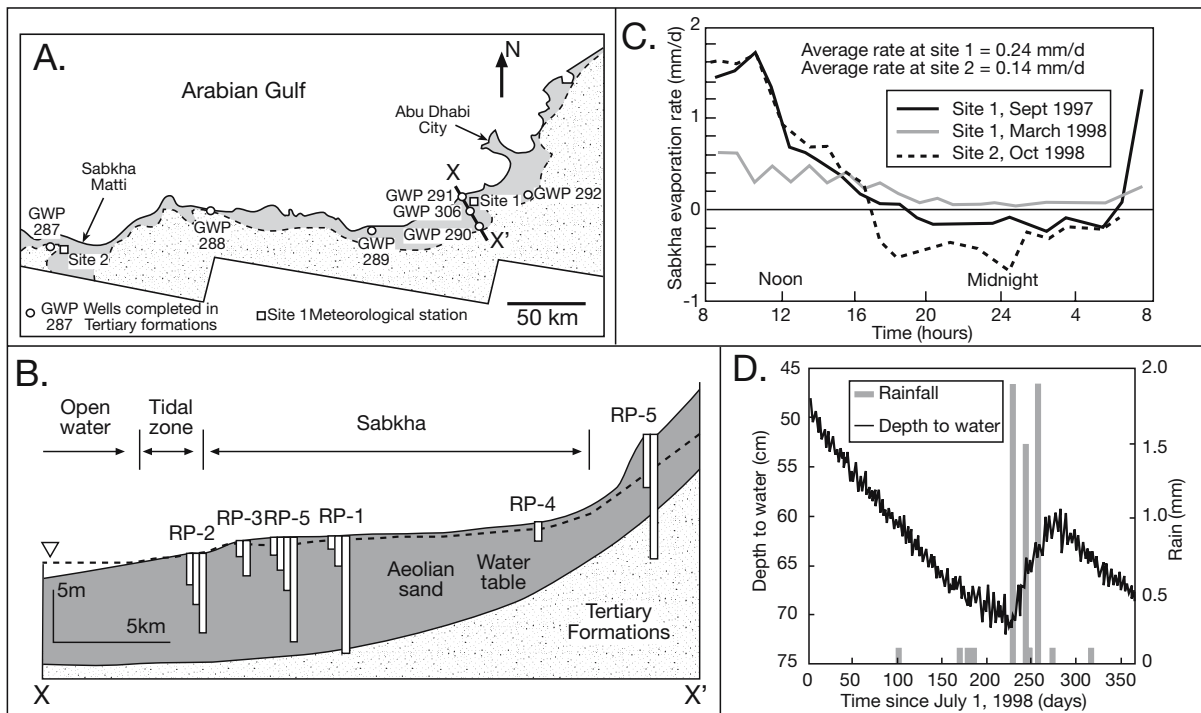 A.
N
Arabian Gulf
Abu Dhabi
City
Sabkha
Matti
X
GWP 291
Site 1
GWP 292
GWP 306
GWP
287
GWP
288
GWP 290
X'
Site 2
GWP
289
GWP
287
Wells completed in
Tertiary formations
Site 1 Meteorological station
50 km
C.
Sabkha evaporation rate (mm/d)
2
1
0
-1
Average rate at site 1 = 0.24 mm/d
Average rate at site 2 = 0.14 mm/d
Site 1, Sept 1997
Site 1, March 1998
Site 2, Oct 1998
Noon
Midnight
8 12 16 20 24 4 8
Time (hours)
B.
Open
water
Tidal
zone
Sabkha
RP-5
RP-2
RP-3
RP-5
RP-1
RP-4
5m
5km
Aeolian
sand
Water
table
Tertiary
Formations
X
X'
D.
Depth to water (cm)
45
50
55
60
65
70
75
Rainfall
Depth to water
2.0
1.5
1.0
0.5
0
Rain (mm)
0 50 100 150 200 250 300 350
Time since July 1, 1998 (days)